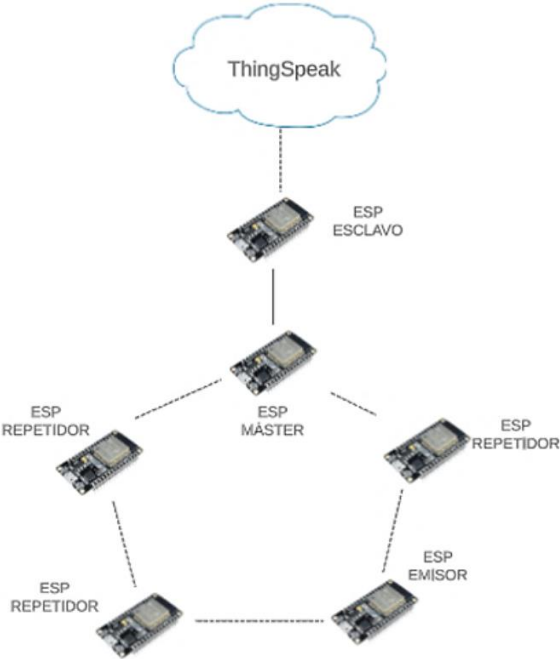 ThingSpeak
ESP
ESCLAVO
ESP
MÁSTER
ESP
REPETIDOR
ESP
REPETIDOR
ESP
EMISOR
ESP
REPETIDOR